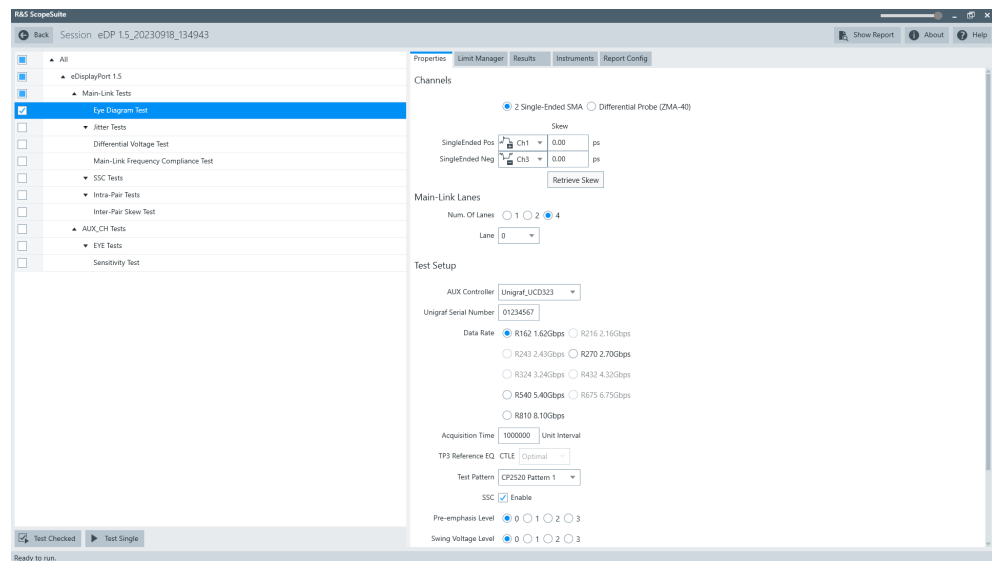 R&S ScopeSuite
Back Session eDP 1.5_20230918_134943 Show Report About Help
All
eDisplayPort 1.5
Main-Link Tests
Eye Diagram Test
Jitter Tests
Differential Voltage Test
Main-Link Frequency Compliance Test
SSC Tests
Intra-Pair Tests
Inter-Pair Skew Test
AUX_CH Tests
EYE Tests
Sensitivity Test
Test Checked Test Single
Ready to run.
Properties Limit Manager Results Instruments Report Config
Channels
2 Single-Ended SMA Differential Probe (ZMA-40)
Skew
SingleEnded Pos Ch1 0.00 ps
SingleEnded Neg Ch3 0.00 ps
Retrieve Skew
Main-Link Lanes
Num. Of Lanes 1 2 4
Lane 0
Test Setup
AUX Controller Unigraf_UCD323
Unigraf Serial Number 01234567
Data Rate R162 1.62Gbps R216 2.16Gbps
R243 2.43Gbps R270 2.70Gbps
R324 3.24Gbps R432 4.32Gbps
R540 5.40Gbps R675 6.75Gbps
R810 8.10Gbps
Acquisition Time 1000000 Unit Interval
TP3 Reference EQ CTLE Optimal
Test Pattern CP2520 Pattern 1
SSC Enable
Pre-emphasis Level 0 1 2 3
Swing Voltage Level 0 1 2 3